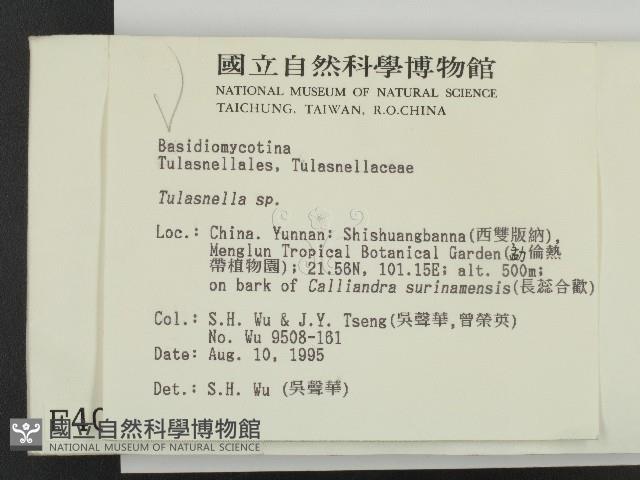 國立自然科學博物館
NATIONAL MUSEUM OF NATURAL SCIENCE
TAICHUNG, TAIWAN, R.O.CHINA
Basidiomycotina
Tulasnellales, Tulasnellaceae
Tulasnella sp.
Loc.: China. Yunnan: Shishuangbanna(西雙版納),
Menglun Tropical Botanical Garden(勐倫熱
帶植物園); 21.56N, 101.15E; alt. 500m;
on bark of Calliandra surinamensis(長蕊合歡)
Col.: S.H. Wu & J.Y. Tseng(吳聲華,曾榮英)
No. Wu 9508-161
Date: Aug. 10, 1995
Det.: S.H. Wu (吳聲華)
國立自然科學博物館
NATIONAL MUSEUM OF NATURAL SCIENCE